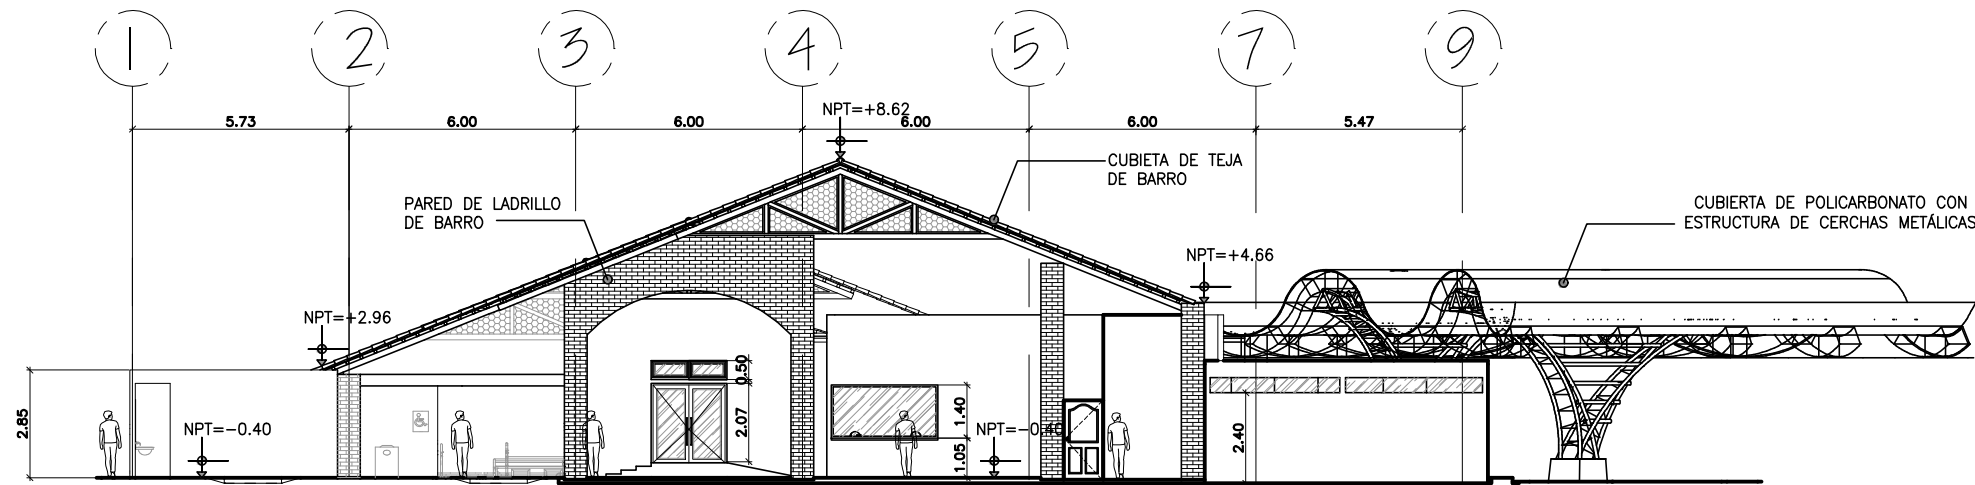 1 2 3 4 5 7 9
5.73 6.00 6.00 6.00 6.00 5.47
NPT=+8.62
CUBIETA DE TEJA
DE BARRO
PARED DE LADRILLO
DE BARRO
CUBIERTA DE POLICARBONATO CON
ESTRUCTURA DE CERCHAS METÁLICAS
NPT=+4.66
NPT=+2.96
2.85
NPT=-0.40
0.50
2.07
1.40
1.05
NPT=-0.40
2.40